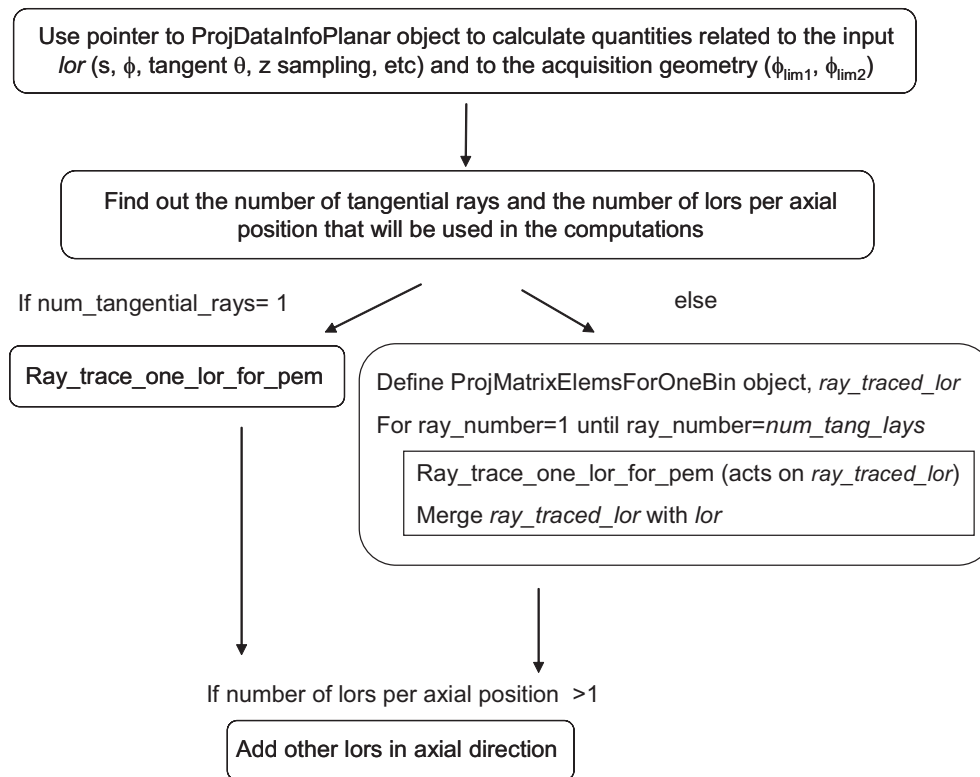 Use pointer to ProjDataInfoPlanar object to calculate quantities related to the input
lor (s, ϕ, tangent θ, z sampling, etc) and to the acquisition geometry (ϕlim1, ϕlim2)
Find out the number of tangential rays and the number of lors per axial
position that will be used in the computations
If num_tangential_rays= 1
else
Ray_trace_one_lor_for_pem
Define ProjMatrixElemsForOneBin object, ray_traced_lor
For ray_number=1 until ray_number=num_tang_lays
Ray_trace_one_lor_for_pem (acts on ray_traced_lor)
Merge ray_traced_lor with lor
If number of lors per axial position >1
Add other lors in axial direction